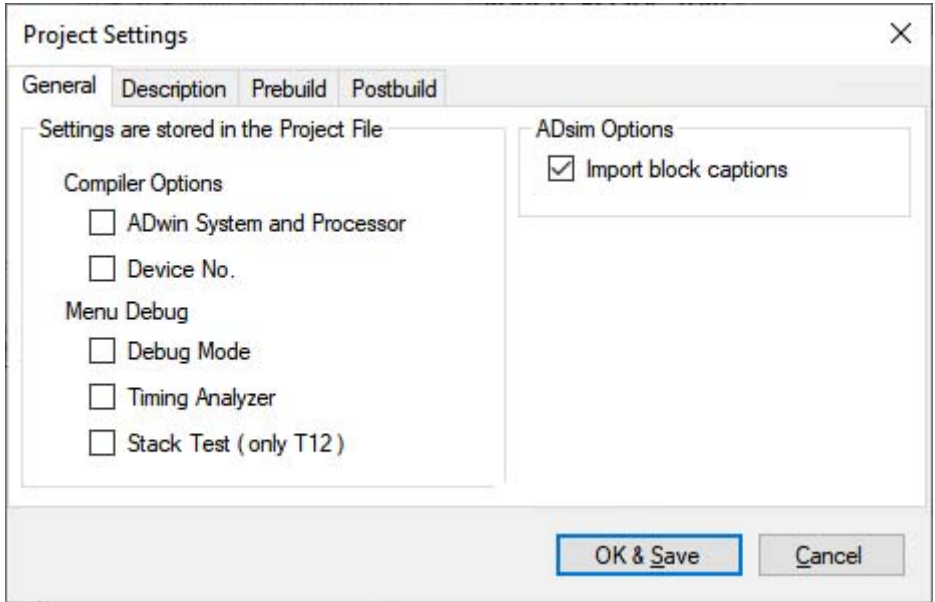 Project Settings
General Description Prebuild Postbuild
Settings are stored in the Project File
Compiler Options
ADwin System and Processor
Device No.
Menu Debug
Debug Mode
Timing Analyzer
Stack Test ( only T12 )
ADsim Options
Import block captions
OK & Save Cancel